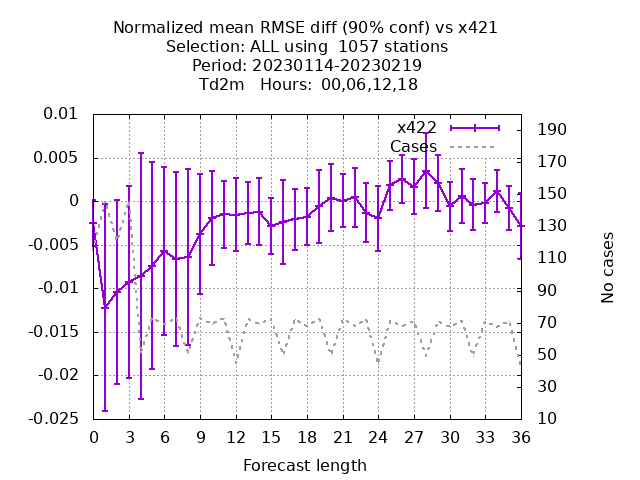 Normalized mean RMSE diff (90% conf) vs x421
Selection: ALL using  1057 stations
Period: 20230114-20230219
Td2m   Hours:  00,06,12,18
x422
Cases
0.01
0.005
0
-0.005
-0.01
-0.015
-0.02
-0.025
190
170
150
130
110
90
70
50
30
10
No cases
0 3 6 9 12 15 18 21 24 27 30 33 36
Forecast length